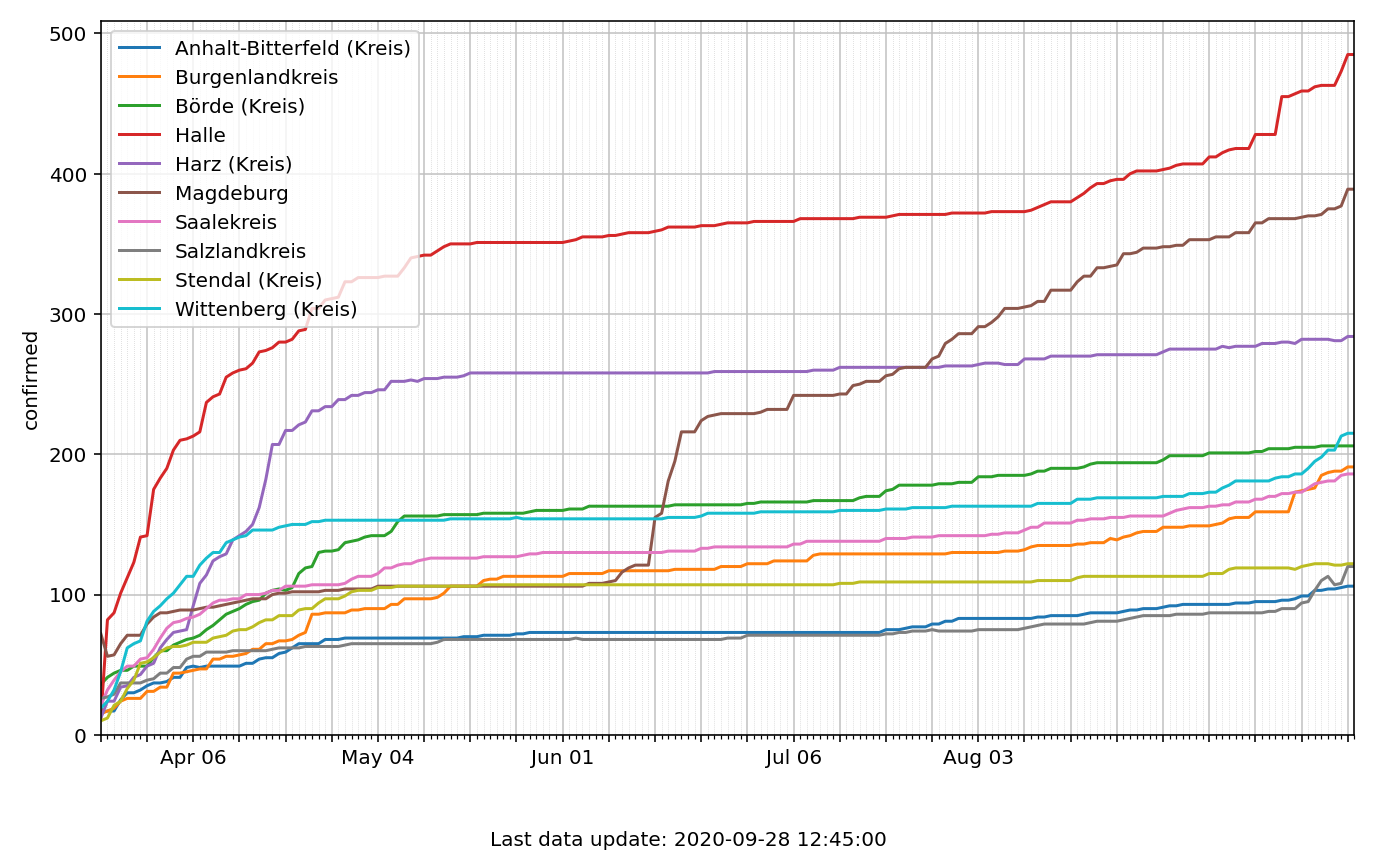 500
400
300
200
100
0
confirmed
Anhalt-Bitterfeld (Kreis)
Burgenlandkreis
Börde (Kreis)
Halle
Harz (Kreis)
Magdeburg
Saalekreis
Salzlandkreis
Stendal (Kreis)
Wittenberg (Kreis)
Apr 06 May 04 Jun 01 Jul 06 Aug 03
Last data update: 2020-09-28 12:45:00